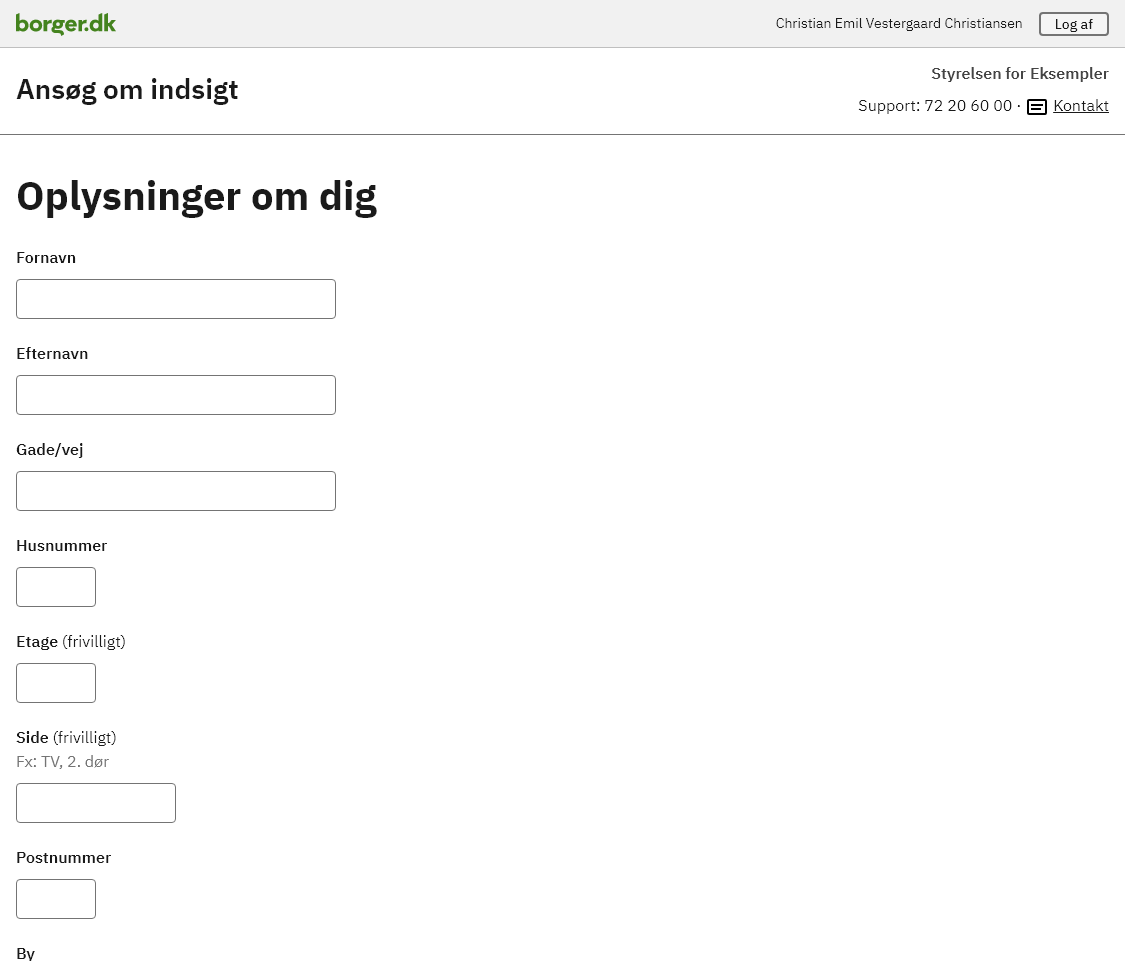 borger.dk
Christian Emil Vestergaard Christiansen
Log af
Ansøg om indsigt
Styrelsen for Eksempler
Support: 72 20 60 00 · Kontakt
Oplysninger om dig
Fornavn
Efternavn
Gade/vej
Husnummer
Etage (frivilligt)
Side (frivilligt)
Fx: TV, 2. dør
Postnummer
By